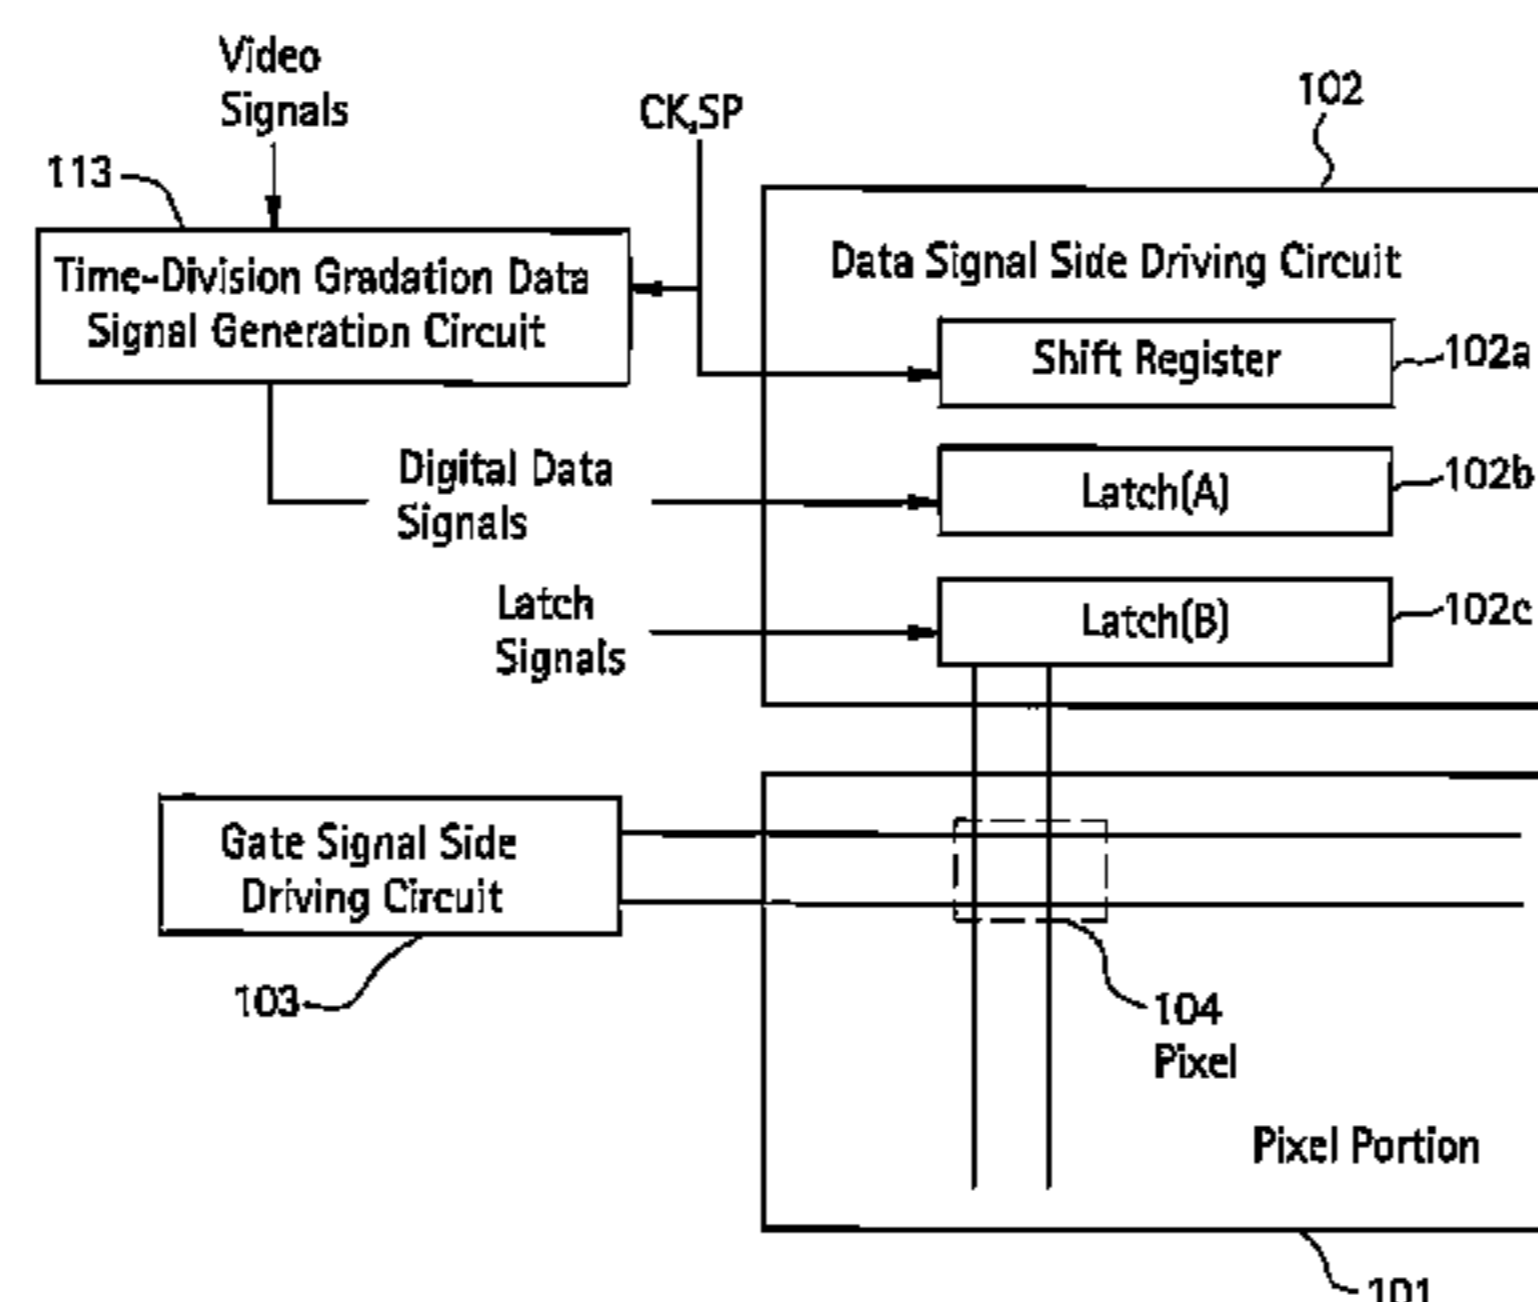 Video
Signals
CK,SP
102
113
Time-Division Gradation Data
Signal Generation Circuit
Data Signal Side Driving Circuit
Shift Register
102a
Digital Data
Signals
Latch(A)
102b
Latch
Signals
Latch(B)
102c
Gate Signal Side
Driving Circuit
103
104
Pixel
Pixel Portion
101